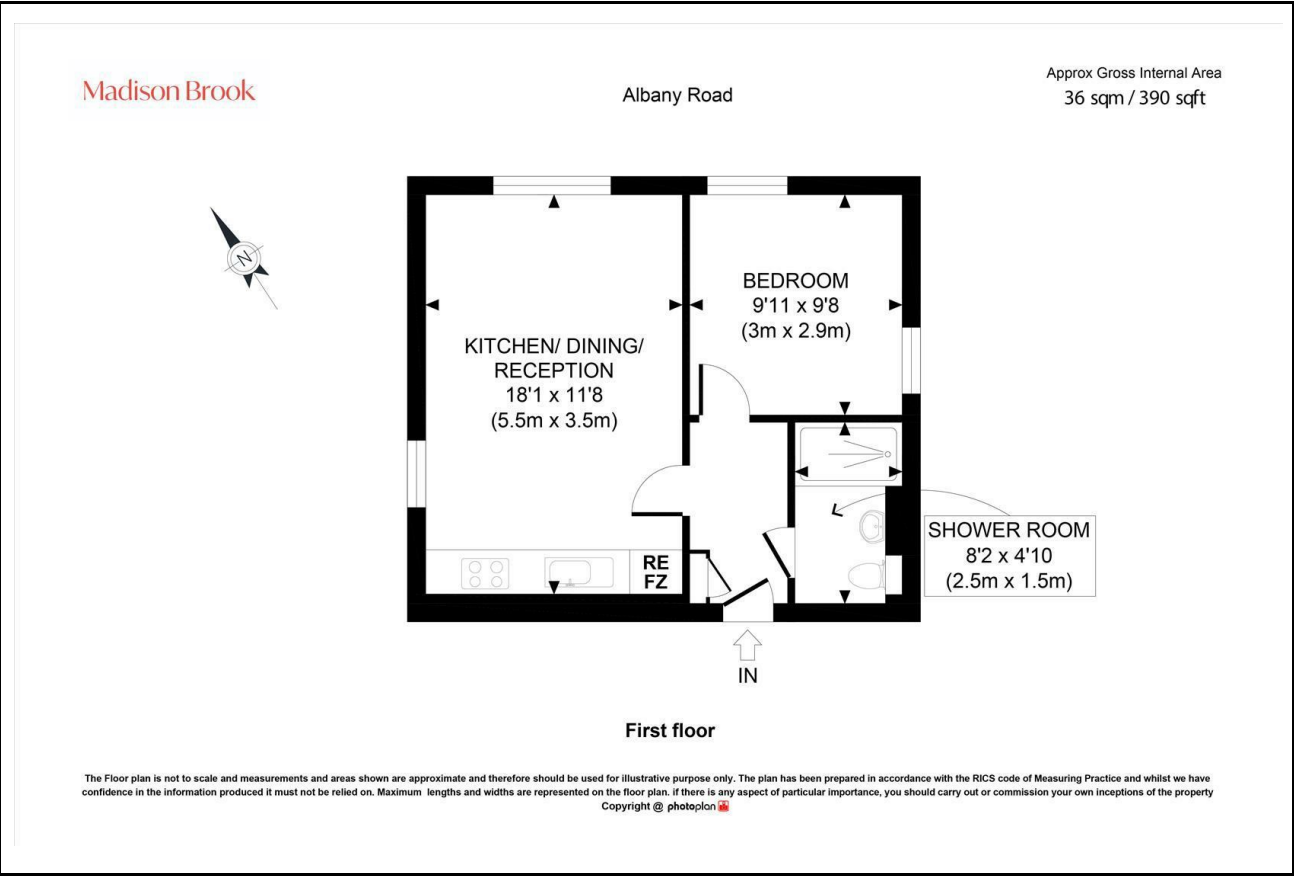 Madison Brook
Albany Road
Approx Gross Internal Area
36 sqm / 390 sqft
N
BEDROOM
9'11 x 9'8
(3m x 2.9m)
KITCHEN/ DINING/
RECEPTION
18'1 x 11'8
(5.5m x 3.5m)
SHOWER ROOM
8'2 x 4'10
(2.5m x 1.5m)
RE
FZ
IN
First floor
The Floor plan is not to scale and measurements and areas shown are approximate and therefore should be used for illustrative purpose only. The plan has been prepared in accordance with the RICS code of Measuring Practice and whilst we have
confidence in the information produced it must not be relied on. Maximum lengths and widths are represented on the floor plan. if there is any aspect of particular importance, you should carry out or commission your own inceptions of the property
Copyright @ photoplan